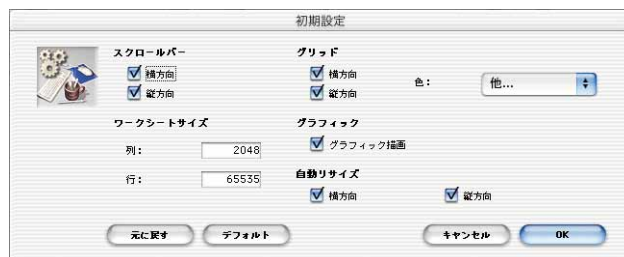 初期設定
スクロールバー
横方向
縦方向
グリッド
横方向
縦方向
色：
他...
ワークシートサイズ
列： 2048
行： 65535
グラフィック
グラフィック描画
自動リサイズ
横方向
縦方向
元に戻す
デフォルト
キャンセル
OK